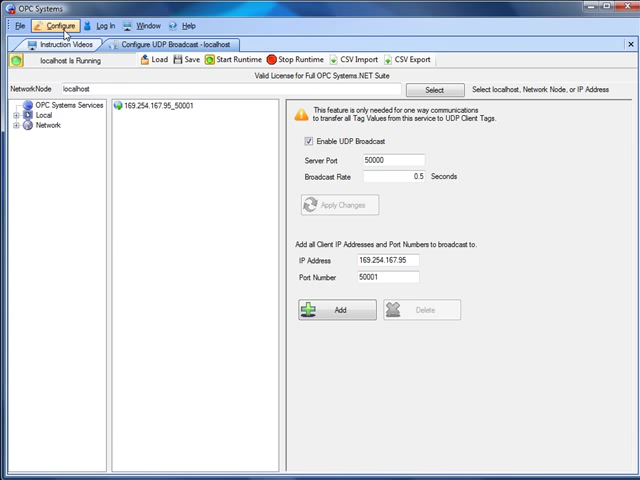 OPC Systems
File Configure Log In Window Help
Instruction Videos Configure UDP Broadcast - localhost
localhost Is Running Load Save Start Runtime Stop Runtime CSV Import CSV Export
Valid License for Full OPC Systems.NET Suite
NetworkNode localhost Select Select localhost, Network Node, or IP Address
OPC Systems Services
Local
Network
169.254.167.95_50001
This feature is only needed for one way communications
to transfer all Tag Values from this service to UDP Client Tags.
Enable UDP Broadcast
Server Port 50000
Broadcast Rate 0.5 Seconds
Apply Changes
Add all Client IP Addresses and Port Numbers to broadcast to.
IP Address 169.254.167.95
Port Number 50001
Add Delete